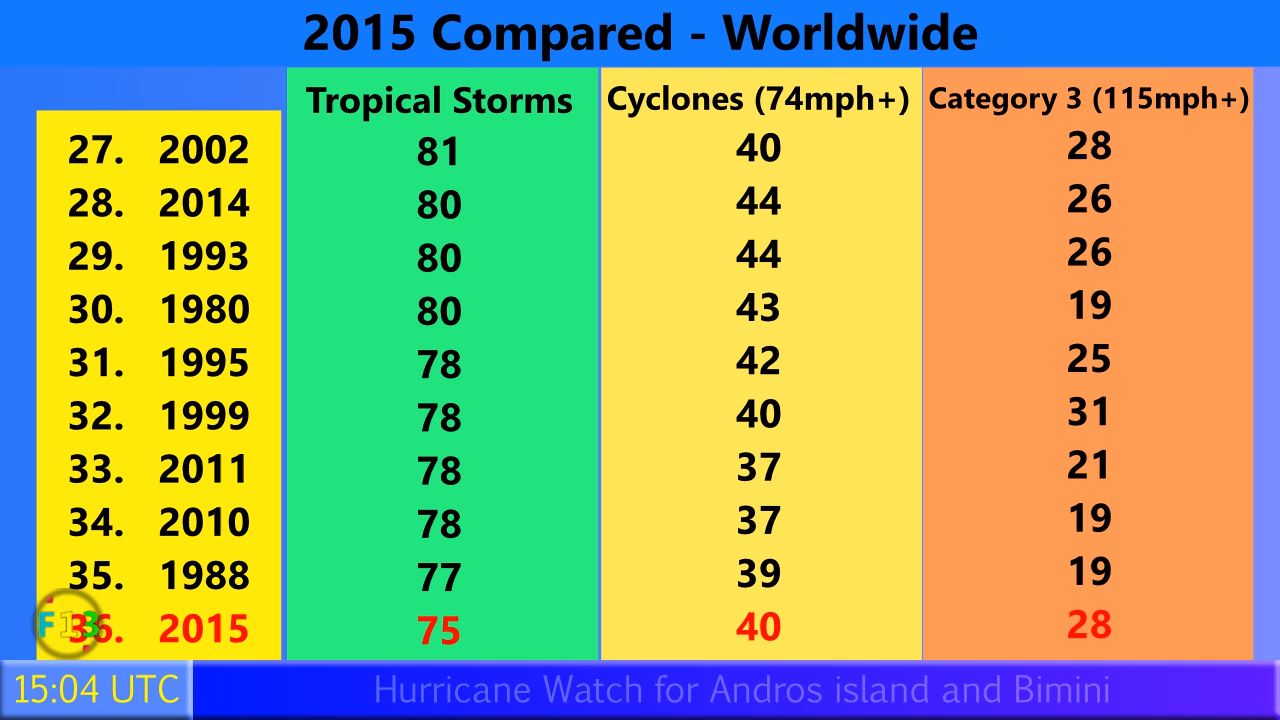 2015 Compared - Worldwide
Tropical Storms Cyclones (74mph+) Category 3 (115mph+)
27. 2002 81 40 28
28. 2014 80 44 26
29. 1993 80 44 26
30. 1980 80 43 19
31. 1995 78 42 25
32. 1999 78 40 31
33. 2011 78 37 21
34. 2010 78 37 19
35. 1988 77 39 19
36. 2015 75 40 28
F13
15:04 UTC Hurricane Watch for Andros island and Bimini